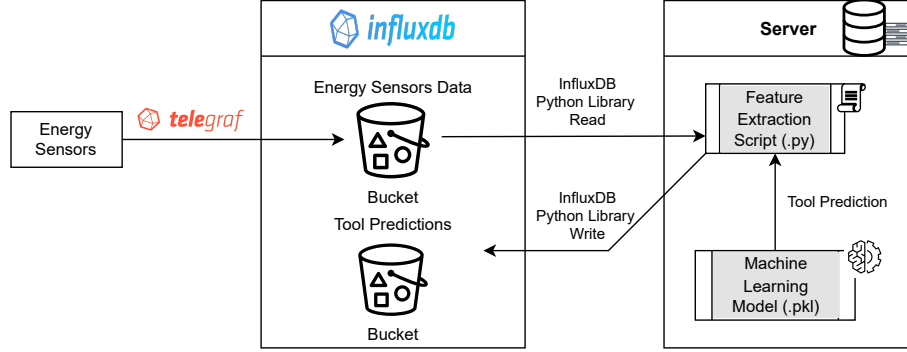 influxdb
Server
Energy Sensors Data
InfluxDB
Python Library
Read
Feature
Extraction
Script (.py)
telegraf
Energy
Sensors
Bucket
Tool Predictions
InfluxDB
Python Library
Write
Tool Prediction
Machine
Learning
Model (.pkl)
Bucket